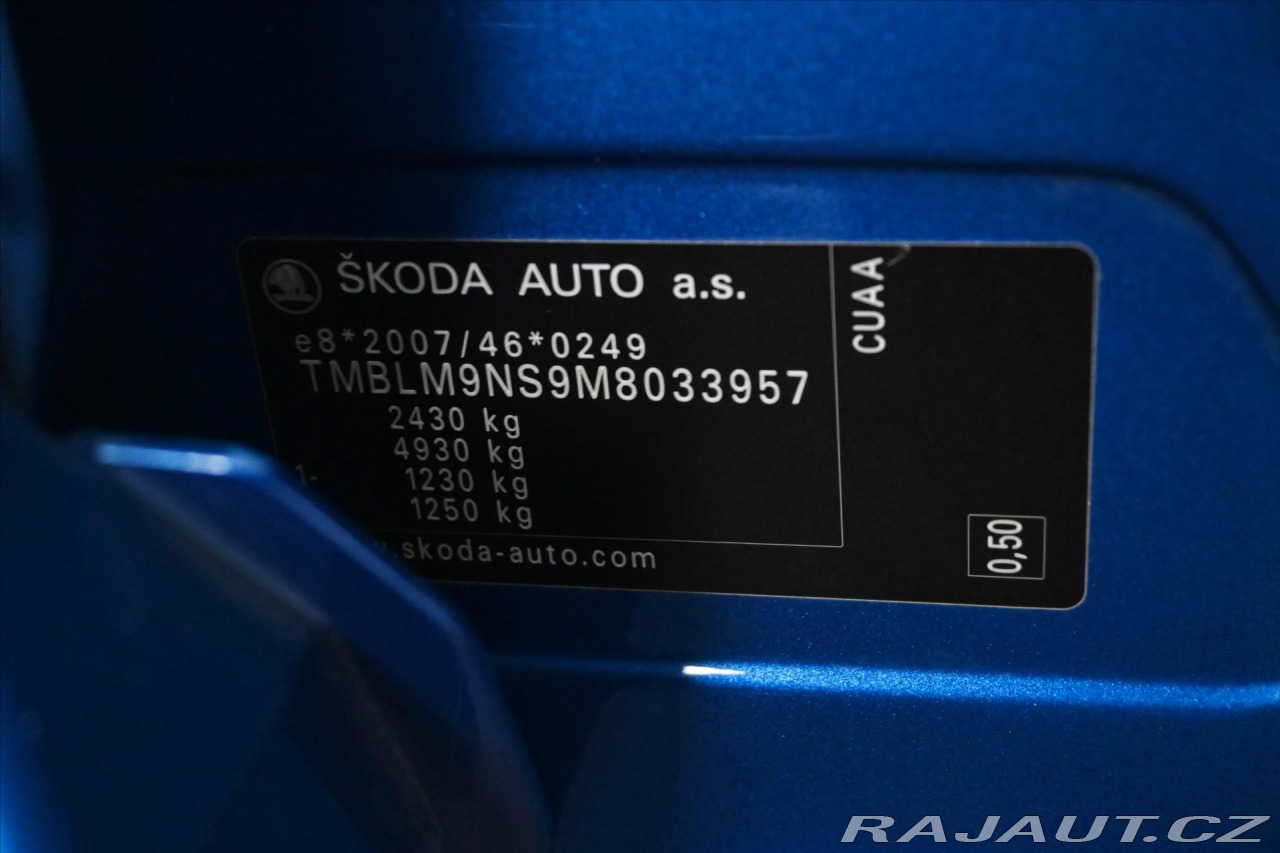 ŠKODA AUTO a.s.
e8*2007/46*0249
TMBLM9NS9M8033957
2430 kg
4930 kg
1- 1230 kg
1250 kg
.skoda-auto.com
CUAA
0,50
RAJAUT.CZ